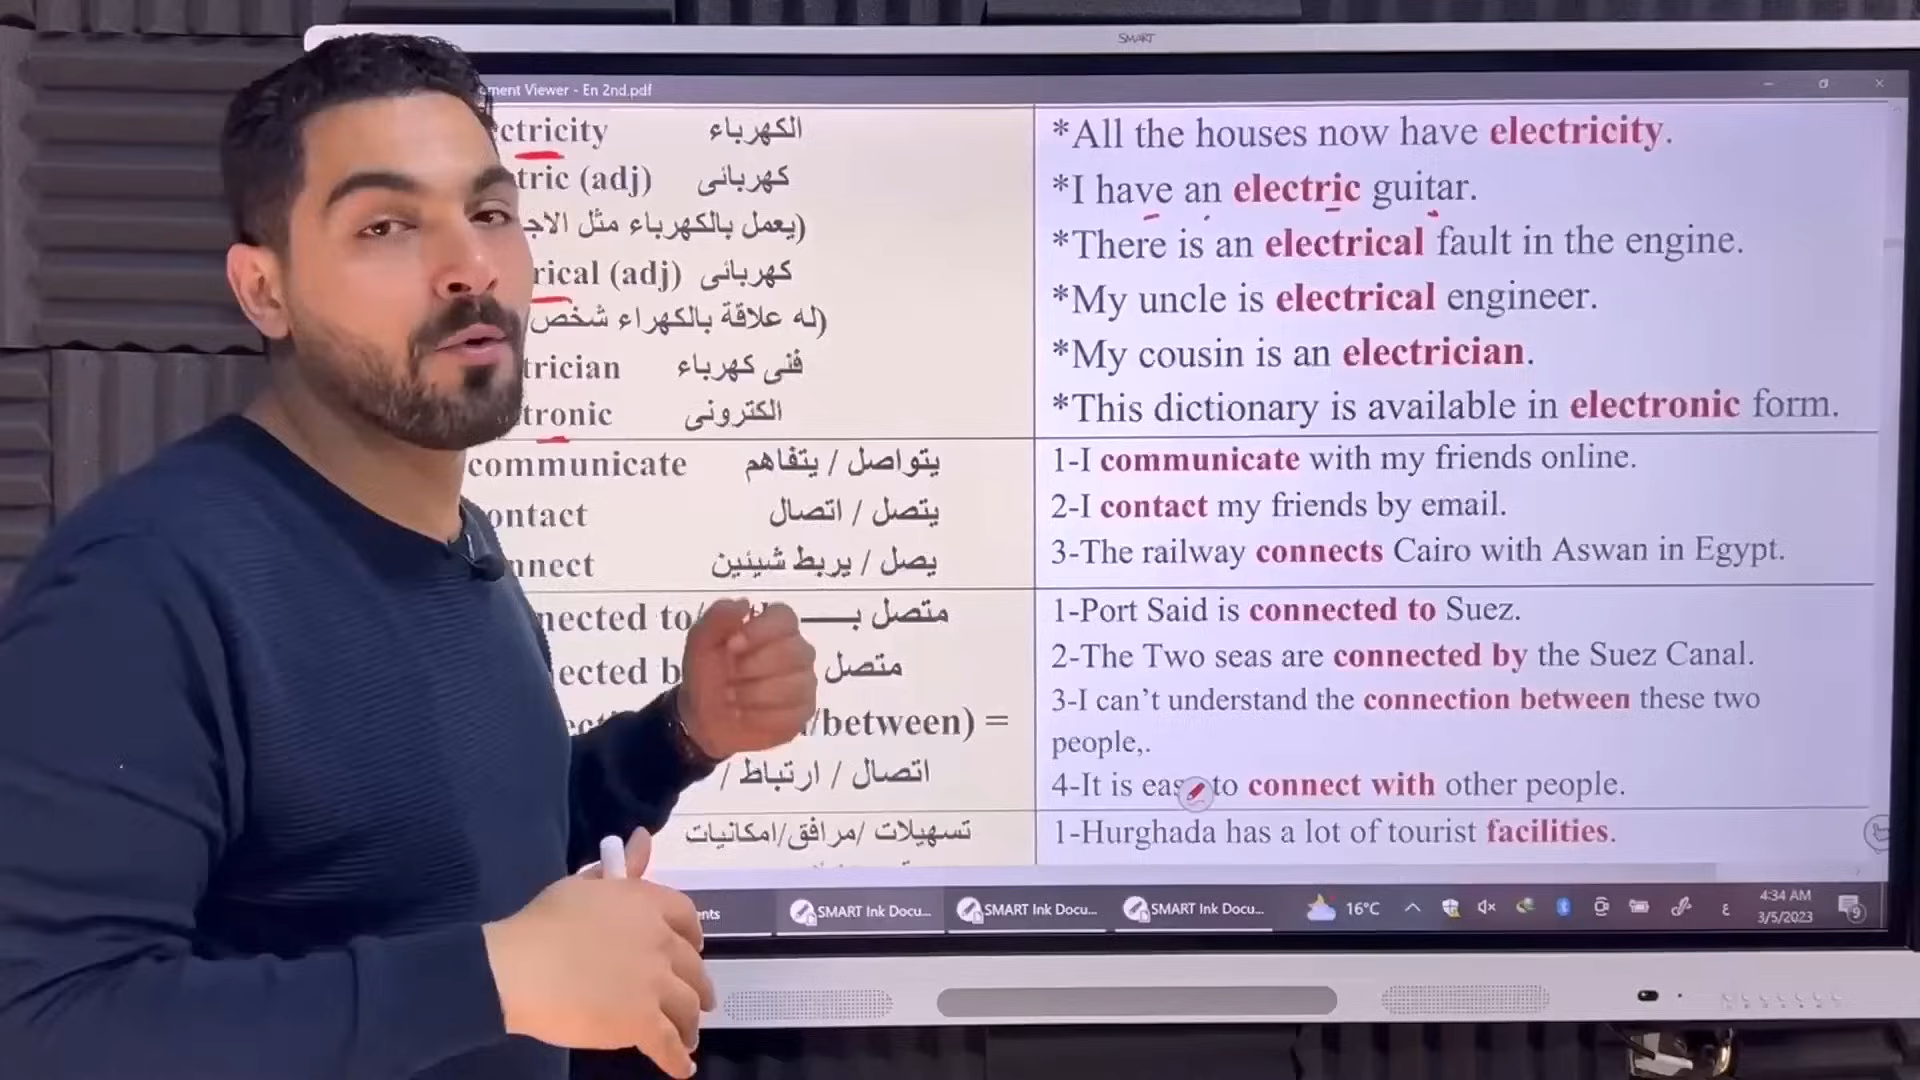 SMART
ment Viewer - En 2nd.pdf
ctricity الكهرباء
tric (adj) كهربائى
(يعمل بالكهرباء مثل الاج
rical (adj) كهربائى
(له علاقة بالكهراء شخص
trician فنى كهرباء
tronic الكترونى
*All the houses now have electricity.
*I have an electric guitar.
*There is an electrical fault in the engine.
*My uncle is electrical engineer.
*My cousin is an electrician.
*This dictionary is available in electronic form.
communicate يتواصل / يتفاهم
ontact يتصل / اتصال
nnect يصل / يربط شيئين
1-I communicate with my friends online.
2-I contact my friends by email.
3-The railway connects Cairo with Aswan in Egypt.
nected to/ متصل بـــــ
ected b متصل
/between) =
اتصال / ارتباط /
1-Port Said is connected to Suez.
2-The Two seas are connected by the Suez Canal.
3-I can’t understand the connection between these two
people,.
4-It is eas to connect with other people.
تسهيلات /مرافق/امكانيات
1-Hurghada has a lot of tourist facilities.
nts SMART Ink Docu... SMART Ink Docu... SMART Ink Docu... 16°C ع 4:34 AM
3/5/2023 9